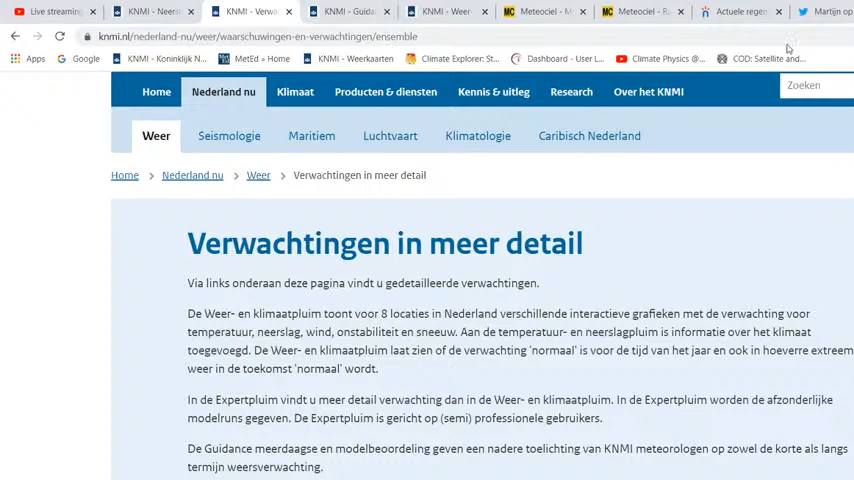 Live streaming
KNMI - Neers
KNMI - Verwa
KNMI - Guida
KNMI - Weer-
Meteociel - M
Meteociel - R
Actuele regen
Martijn op
knmi.nl/nederland-nu/weer/waarschuwingen-en-verwachtingen/ensemble
Apps
Google
KNMI - Koninklijk N...
MetEd » Home
KNMI - Weerkaarten
Climate Explorer: St...
Dashboard - User L...
Climate Physics @...
COD: Satellite and...
Home
Nederland nu
Klimaat
Producten & diensten
Kennis & uitleg
Research
Over het KNMI
Zoeken
Weer
Seismologie
Maritiem
Luchtvaart
Klimatologie
Caribisch Nederland
Home > Nederland nu > Weer > Verwachtingen in meer detail
Verwachtingen in meer detail
Via links onderaan deze pagina vindt u gedetailleerde verwachtingen.
De Weer- en klimaatpluim toont voor 8 locaties in Nederland verschillende interactieve grafieken met de verwachting voor
temperatuur, neerslag, wind, onstabiliteit en sneeuw. Aan de temperatuur- en neerslagpluim is informatie over het klimaat
toegevoegd. De Weer- en klimaatpluim laat zien of de verwachting 'normaal' is voor de tijd van het jaar en ook in hoeverre extreem
weer in de toekomst 'normaal' wordt.
In de Expertpluim vindt u meer detail verwachting dan in de Weer- en klimaatpluim. In de Expertpluim worden de afzonderlijke
modelruns gegeven. De Expertpluim is gericht op (semi) professionele gebruikers.
De Guidance meerdaagse en modelbeoordeling geven een nadere toelichting van KNMI meteorologen op zowel de korte als langs
termijn weersverwachting.